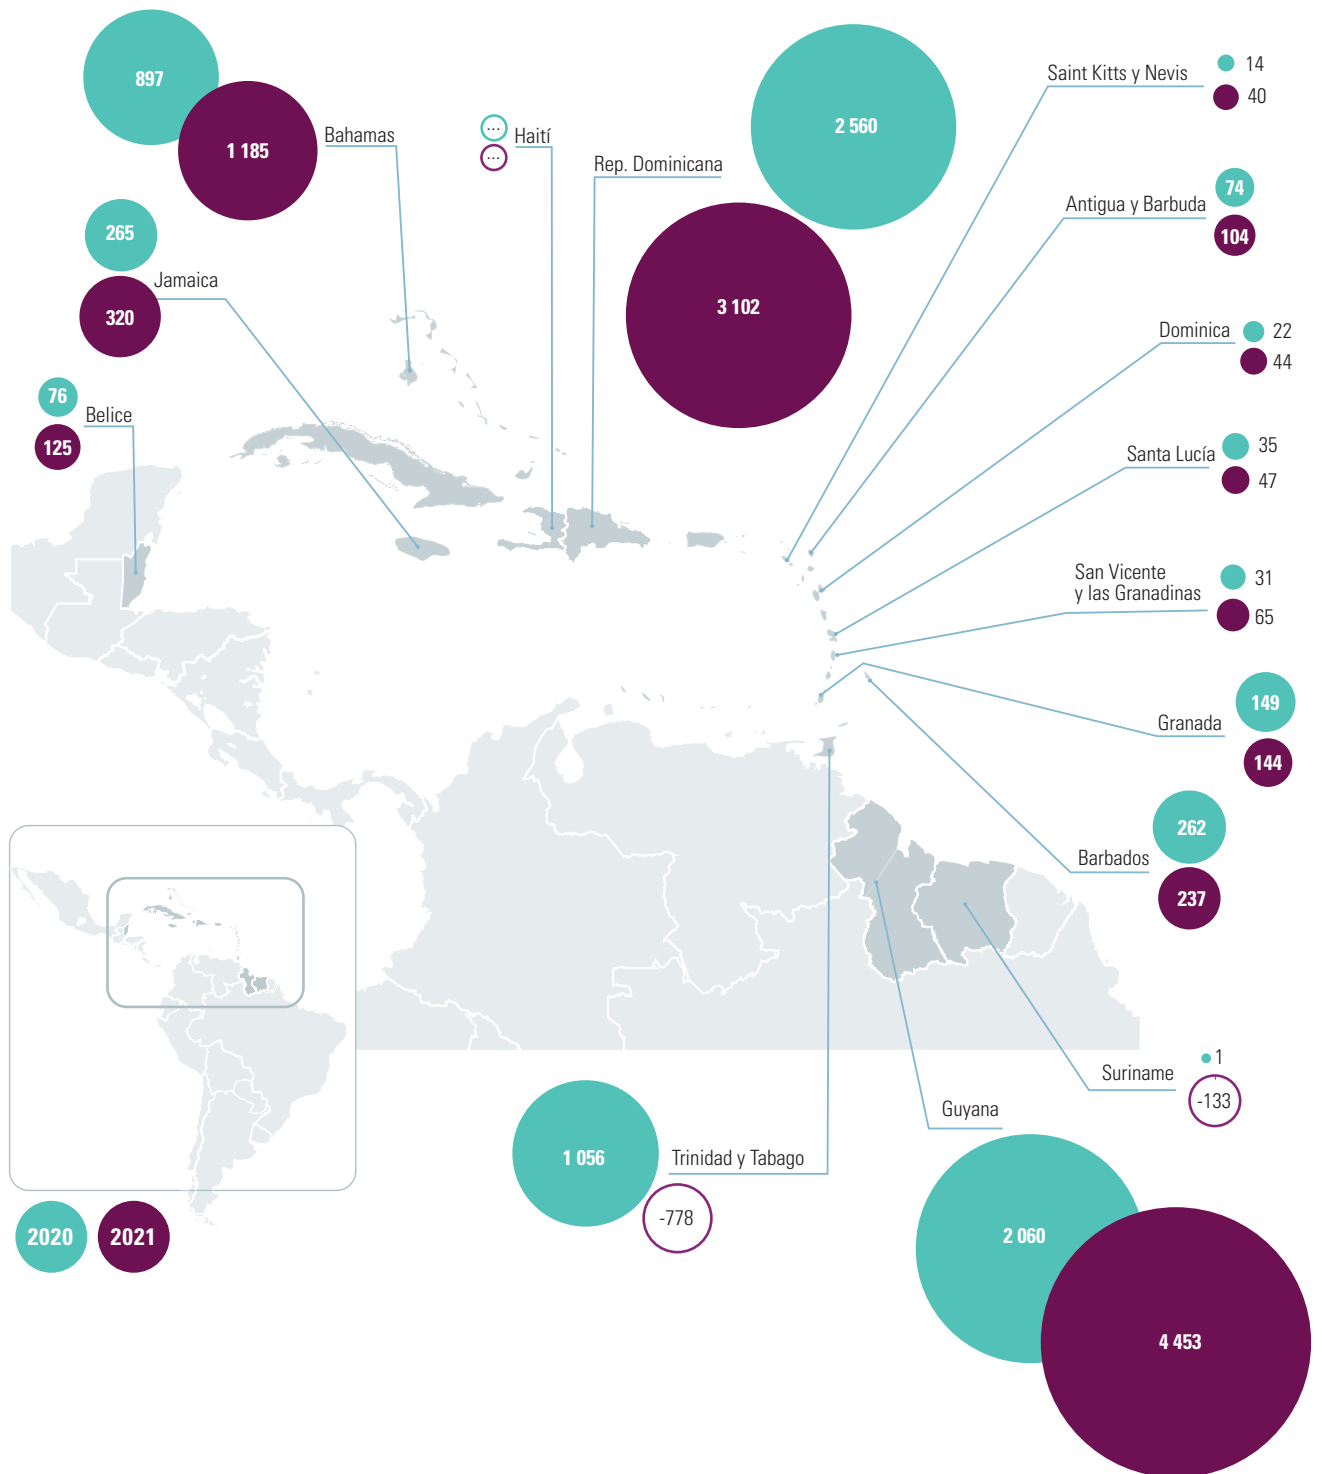 897
1 185
Bahamas
265
320
Jamaica
76
125
Belice
...
...
Haití
Rep. Dominicana
2 560
3 102
Saint Kitts y Nevis
14
40
Antigua y Barbuda
74
104
Dominica
22
44
Santa Lucía
35
47
San Vicente
y las Granadinas
31
65
Granada
149
144
Barbados
262
237
Suriname
1
-133
Guyana
2 060
4 453
Trinidad y Tabago
1 056
-778
2020
2021